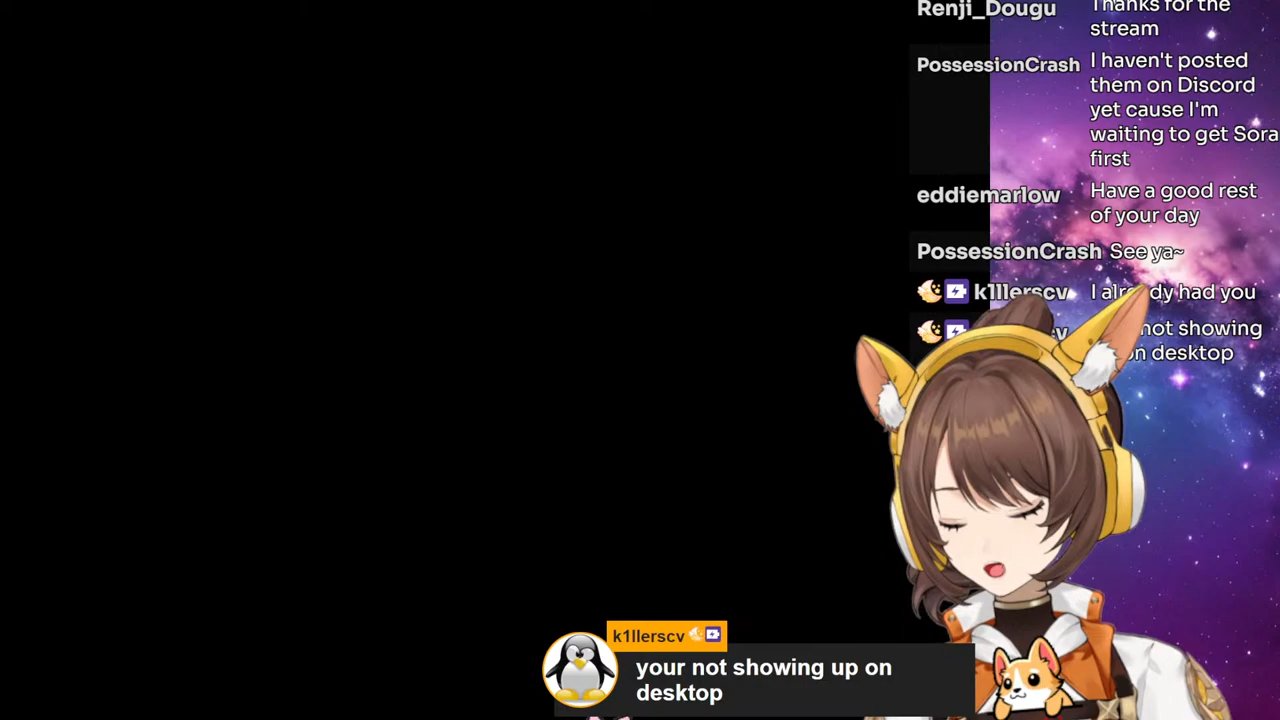 Renji_Dougu Thanks for the
stream
PossessionCrash I haven't posted
them on Discord
yet cause I'm
waiting to get Sora
first
eddiemarlow Have a good rest
of your day
PossessionCrash See ya~
k1llerscv I already had you
not showing
on desktop
k1llerscv
your not showing up on
desktop